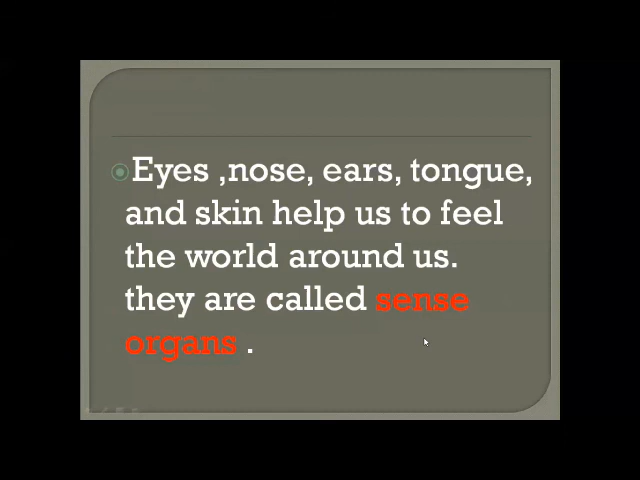 Eyes ,nose, ears, tongue,
and skin help us to feel
the world around us.
they are called sense
organs .